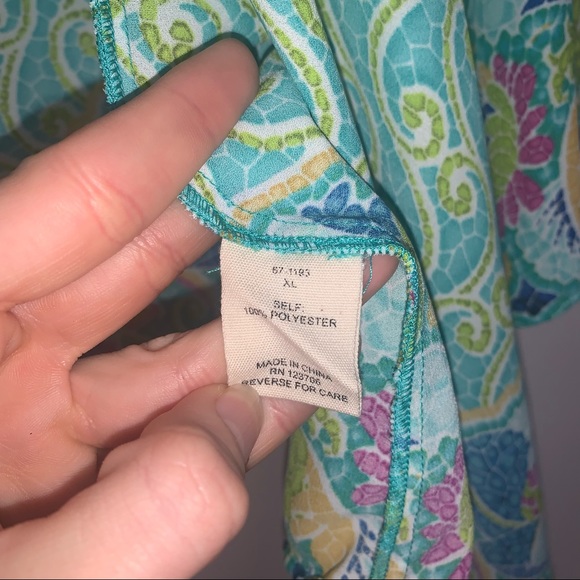 67-1193
XL
SELF:
100% POLYESTER
MADE IN CHINA
RN 123706
REVERSE FOR CARE